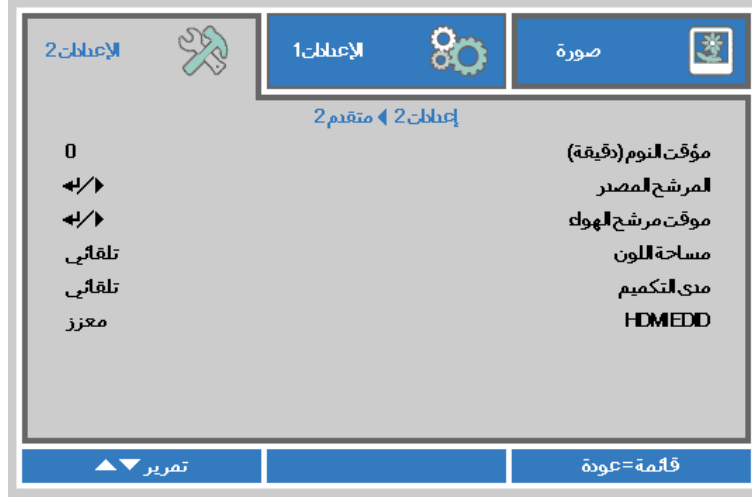 صورة
الإعدادات1
الإعدادات2
إعدادات2 ⏵ متقدم2
مؤقت النوم (دقيقة) 0
المرشح المصدر ⏵/↵
موقت مرشح الهواء ⏵/↵
مساحة اللون تلقائي
مدى التكميم تلقائي
HDMI EDID معزز
قائمة=عودة
تمرير ▼▲